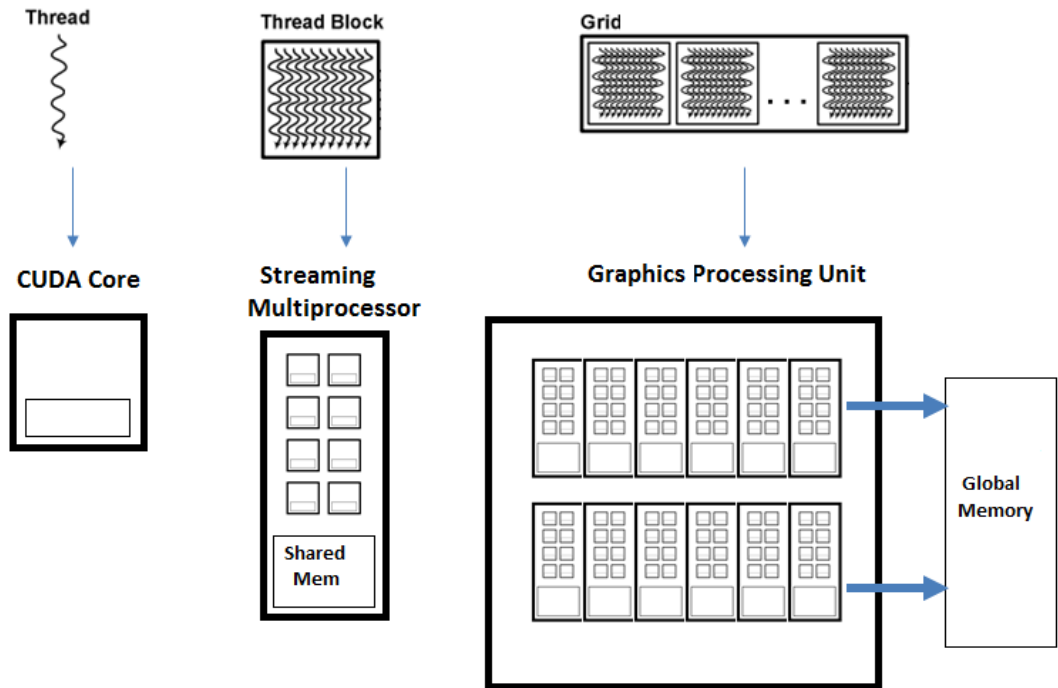 Thread
Thread Block
Grid
. . .
CUDA Core
Streaming
Multiprocessor
Graphics Processing Unit
Shared
Mem
Global
Memory